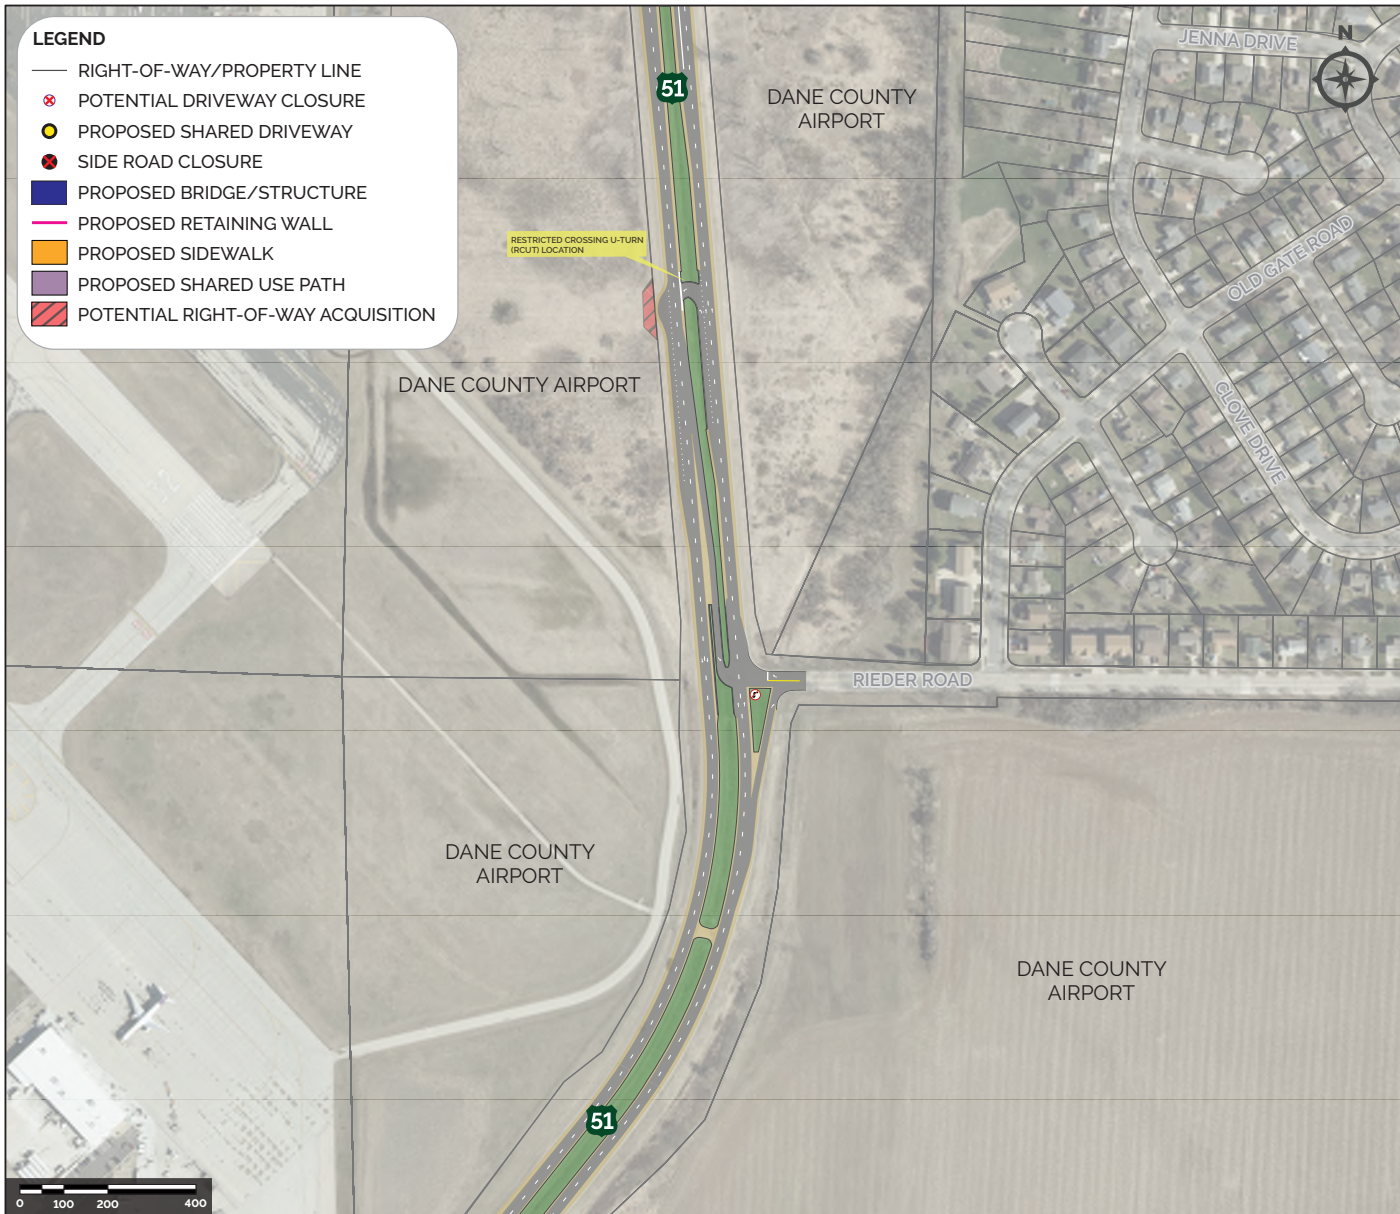 LEGEND
RIGHT-OF-WAY/PROPERTY LINE
POTENTIAL DRIVEWAY CLOSURE
PROPOSED SHARED DRIVEWAY
SIDE ROAD CLOSURE
PROPOSED BRIDGE/STRUCTURE
PROPOSED RETAINING WALL
PROPOSED SIDEWALK
PROPOSED SHARED USE PATH
POTENTIAL RIGHT-OF-WAY ACQUISITION
51
DANE COUNTY
AIRPORT
JENNA DRIVE
N
OLD GATE ROAD
RESTRICTED CROSSING U-TURN
(RCUT) LOCATION
DANE COUNTY AIRPORT
CLOVE DRIVE
RIEDER ROAD
DANE COUNTY
AIRPORT
DANE COUNTY
AIRPORT
51
0 100 200 400